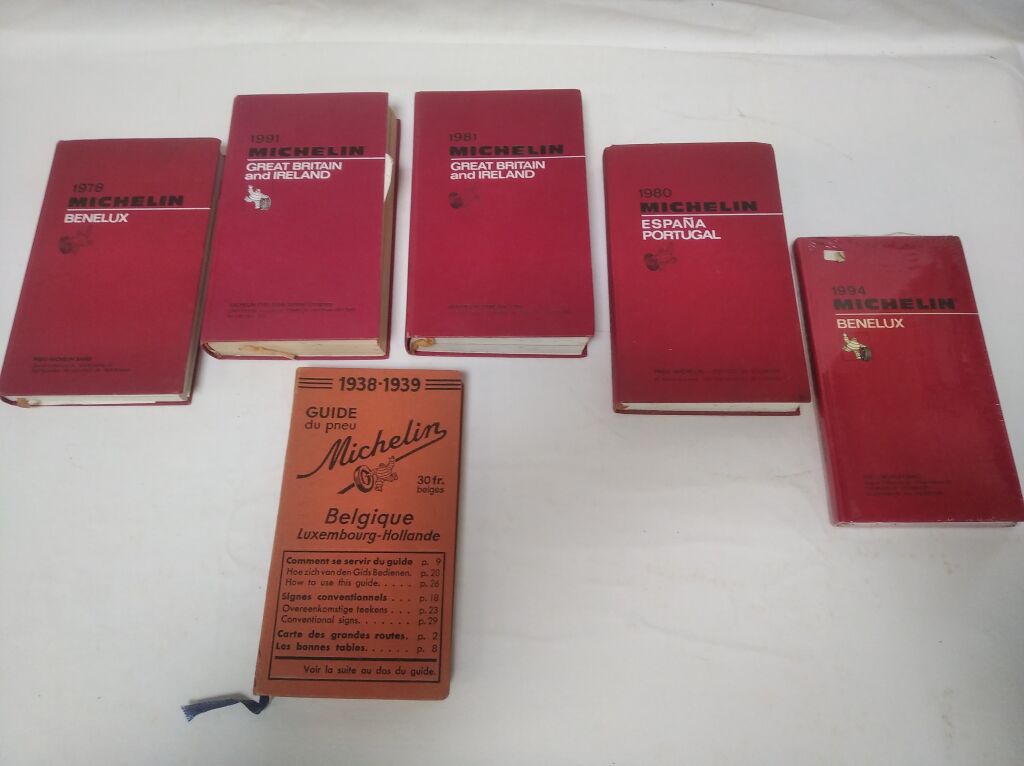 1978
MICHELIN
BENELUX
1991
MICHELIN
GREAT BRITAIN
and IRELAND
1981
MICHELIN
GREAT BRITAIN
and IRELAND
1980
MICHELIN
ESPAÑA
PORTUGAL
1994
MICHELIN
BENELUX
1938-1939
GUIDE
du pneu
Michelin
30 fr.
belges
Belgique
Luxembourg-Hollande
Comment se servir du guide p. 9
Hoe zich van den Gids Bedienen. p. 20
How to use this guide. . . . . p. 26
Signes conventionnels . . . p. 18
Overeenkomstige teekens . . . p. 23
Conventional signs. . . . . . . p. 29
Carte des grandes routes. p. 2
Les bonnes tables. . . . . . p. 8
Voir la suite au dos du guide.